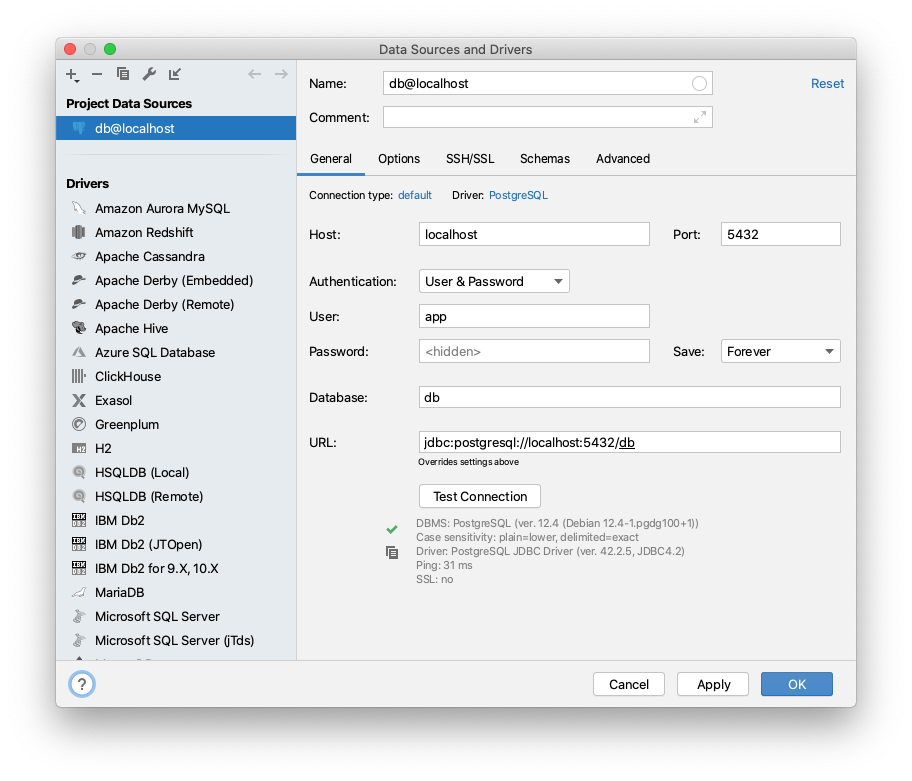 Data Sources and Drivers
Project Data Sources
db@localhost
Drivers
Amazon Aurora MySQL
Amazon Redshift
Apache Cassandra
Apache Derby (Embedded)
Apache Derby (Remote)
Apache Hive
Azure SQL Database
ClickHouse
Exasol
Greenplum
H2
HSQLDB (Local)
HSQLDB (Remote)
IBM Db2
IBM Db2 (JTOpen)
IBM Db2 for 9.X, 10.X
MariaDB
Microsoft SQL Server
Microsoft SQL Server (jTds)
Name: db@localhost Reset
Comment:
General Options SSH/SSL Schemas Advanced
Connection type: default Driver: PostgreSQL
Host: localhost Port: 5432
Authentication: User & Password
User: app
Password: <hidden> Save: Forever
Database: db
URL: jdbc:postgresql://localhost:5432/db
Overrides settings above
Test Connection
DBMS: PostgreSQL (ver. 12.4 (Debian 12.4-1.pgdg100+1))
Case sensitivity: plain=lower, delimited=exact
Driver: PostgreSQL JDBC Driver (ver. 42.2.5, JDBC4.2)
Ping: 31 ms
SSL: no
? Cancel Apply OK